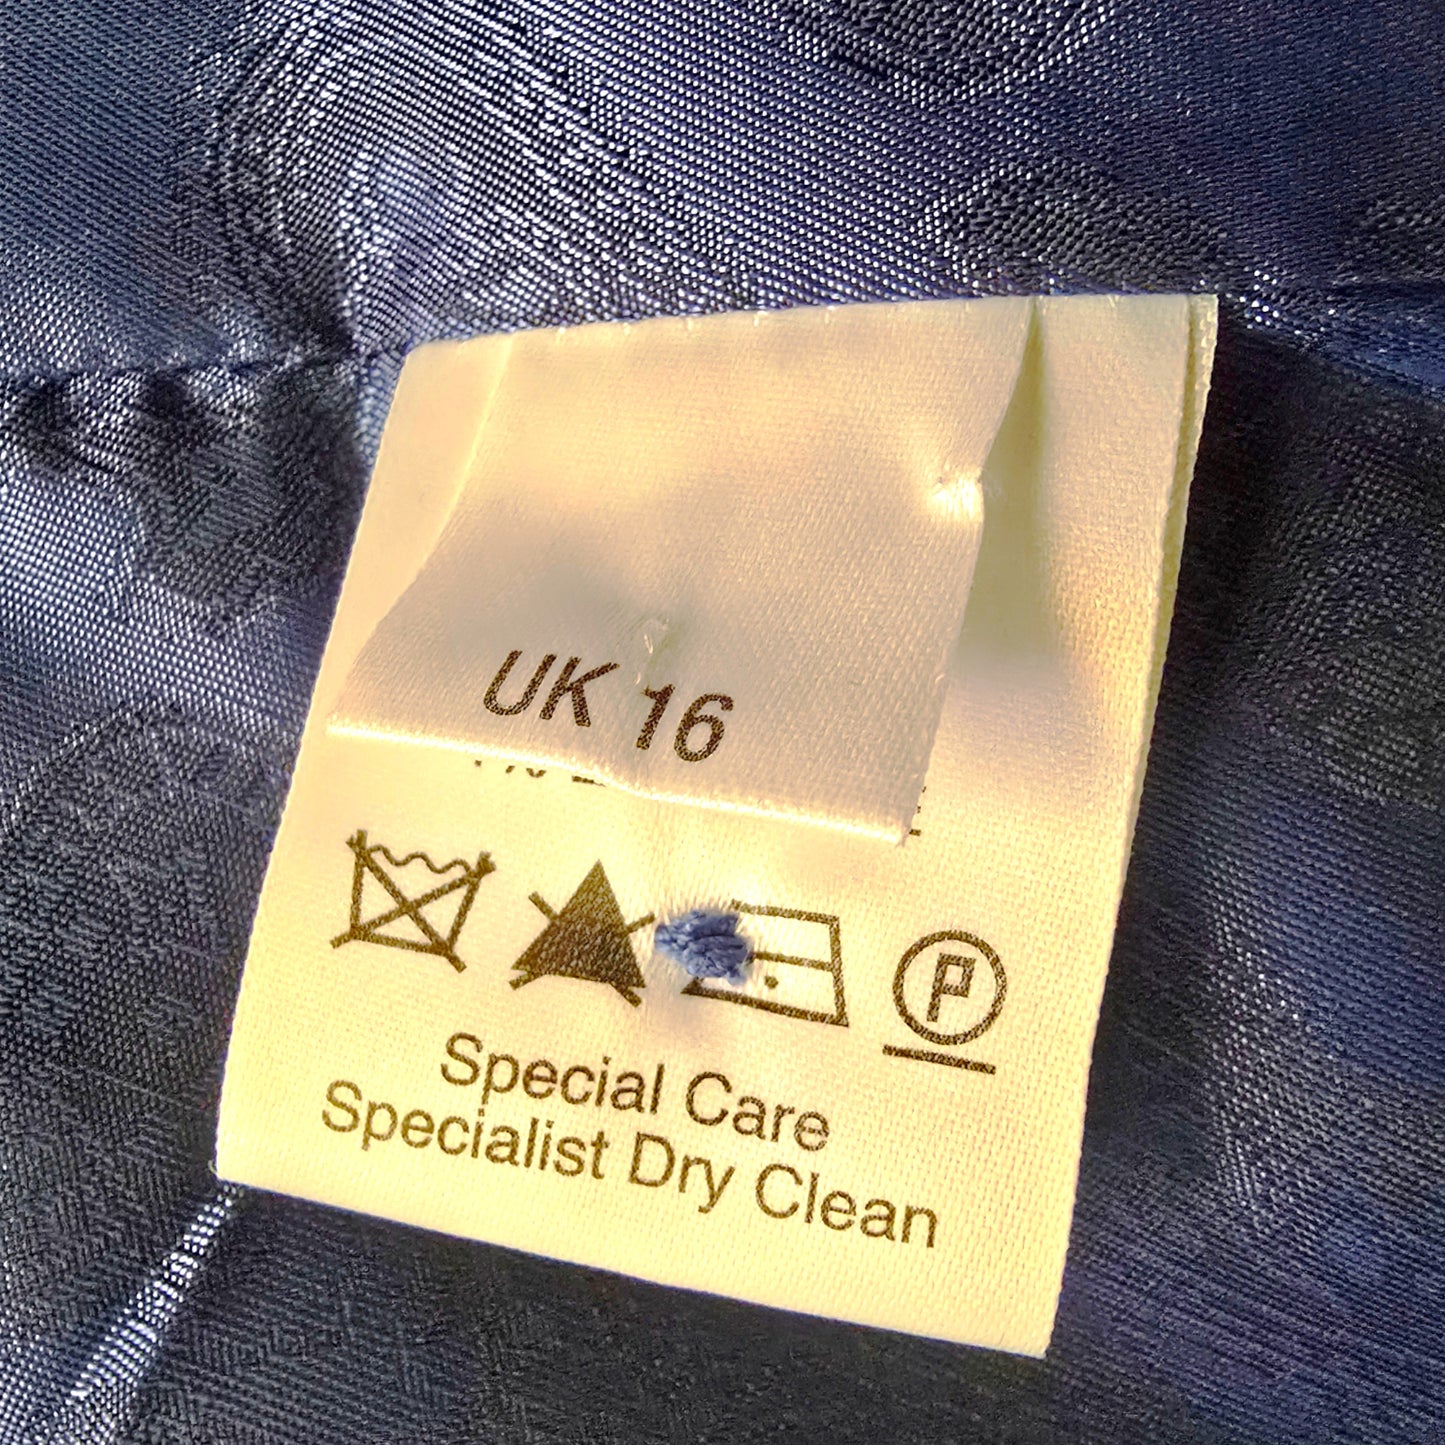 UK 16
P
Special Care
Specialist Dry Clean